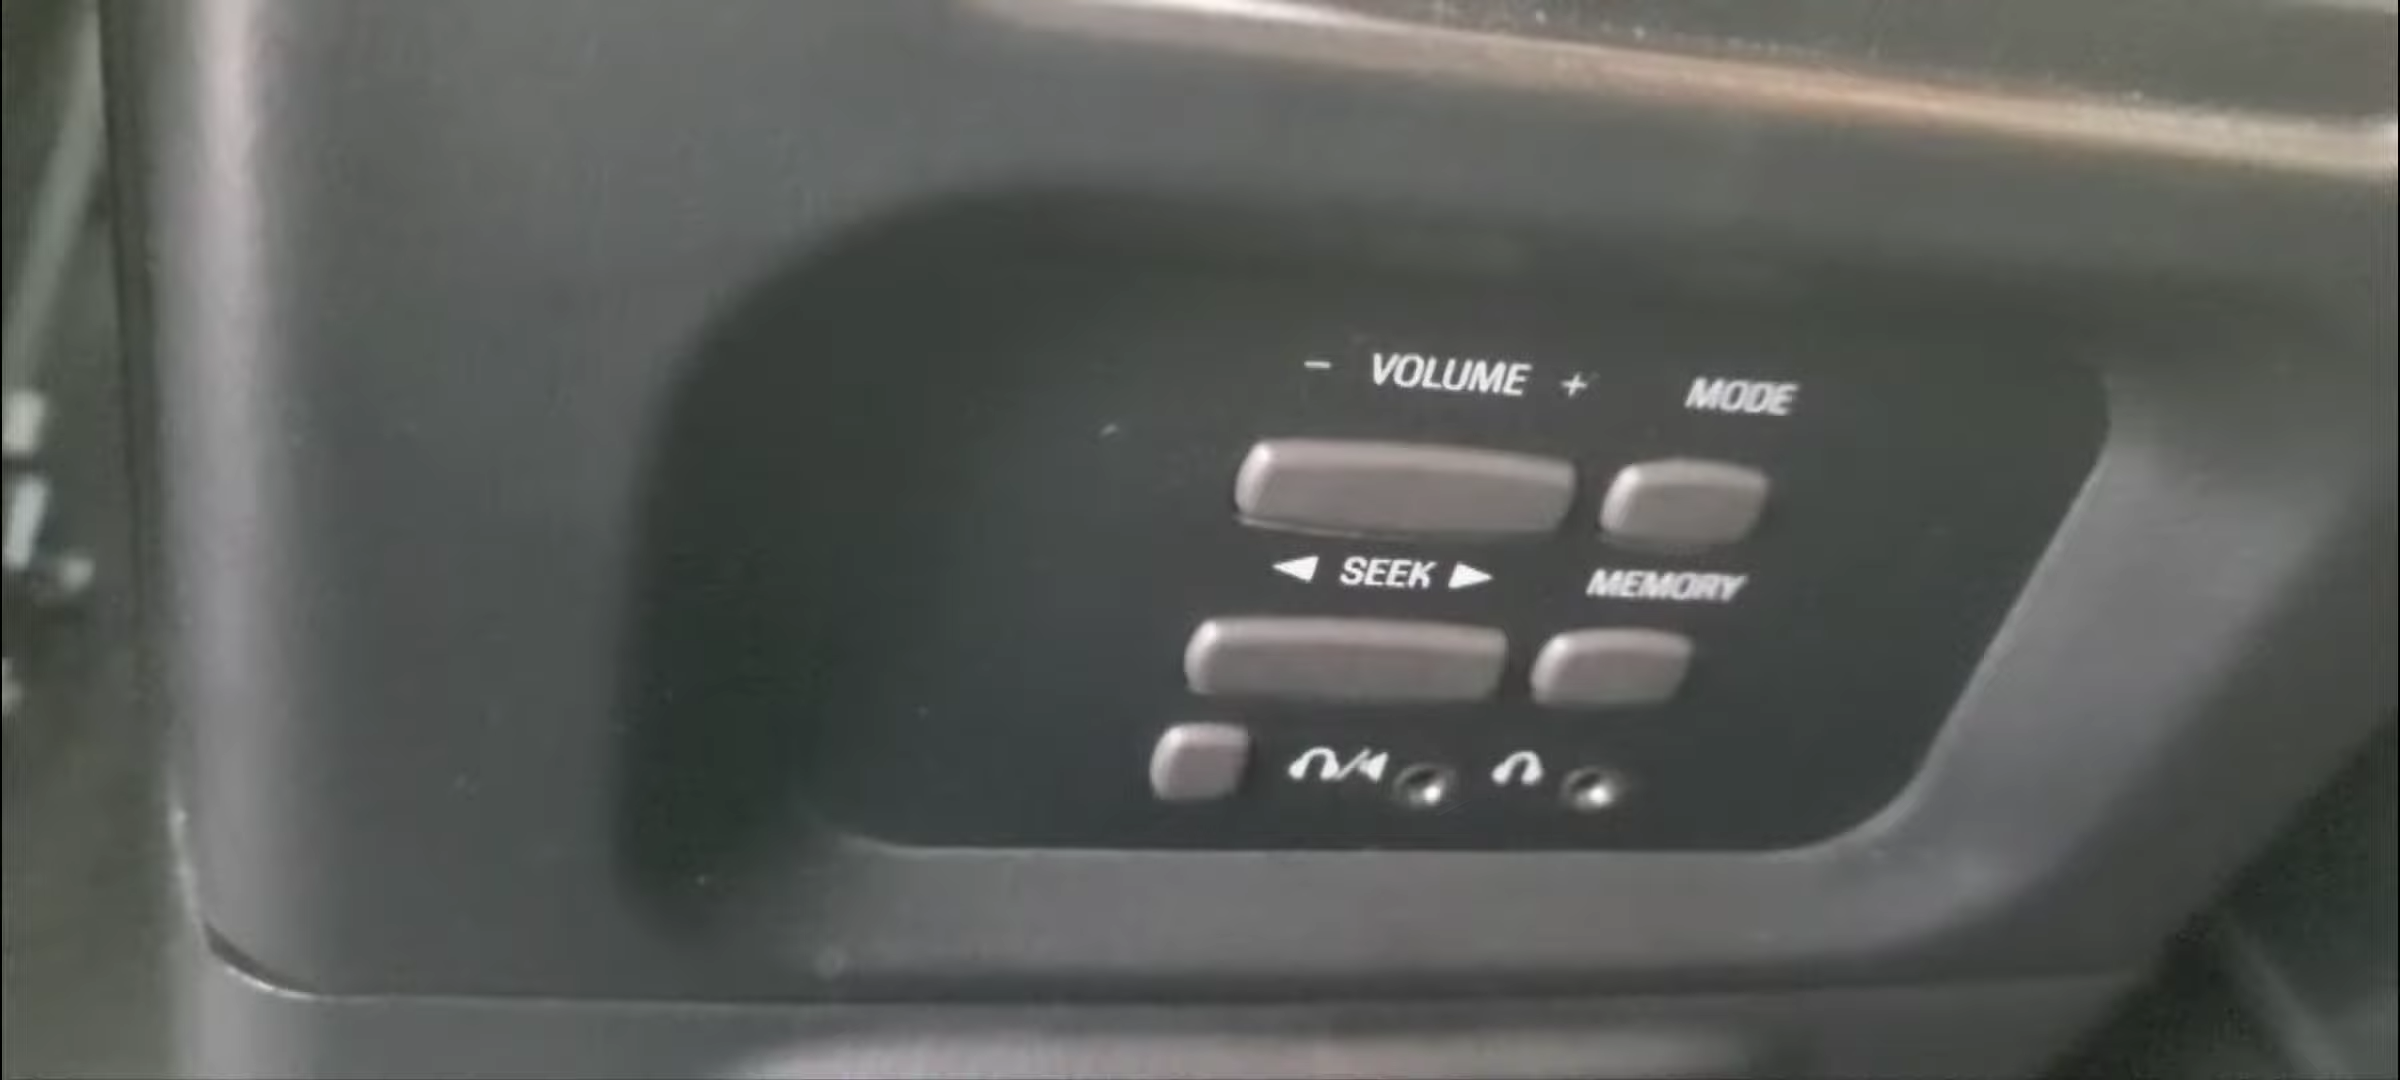 − VOLUME + MODE
◀ SEEK ▶ MEMORY